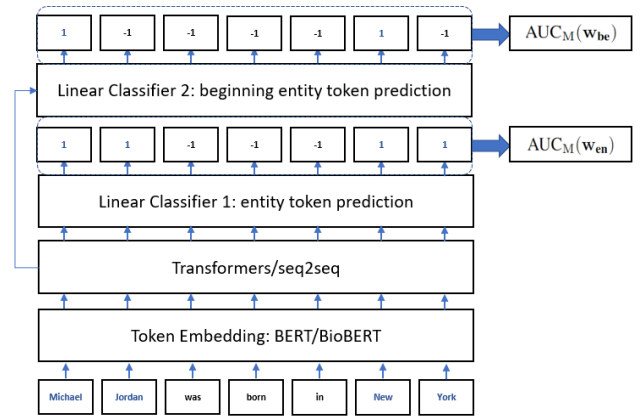 1 -1 -1 -1 -1 1 -1
AUC_M(w_be)
Linear Classifier 2: beginning entity token prediction
1 1 -1 -1 -1 1 1
AUC_M(w_en)
Linear Classifier 1: entity token prediction
Transformers/seq2seq
Token Embedding: BERT/BioBERT
Michael Jordan was born in New York